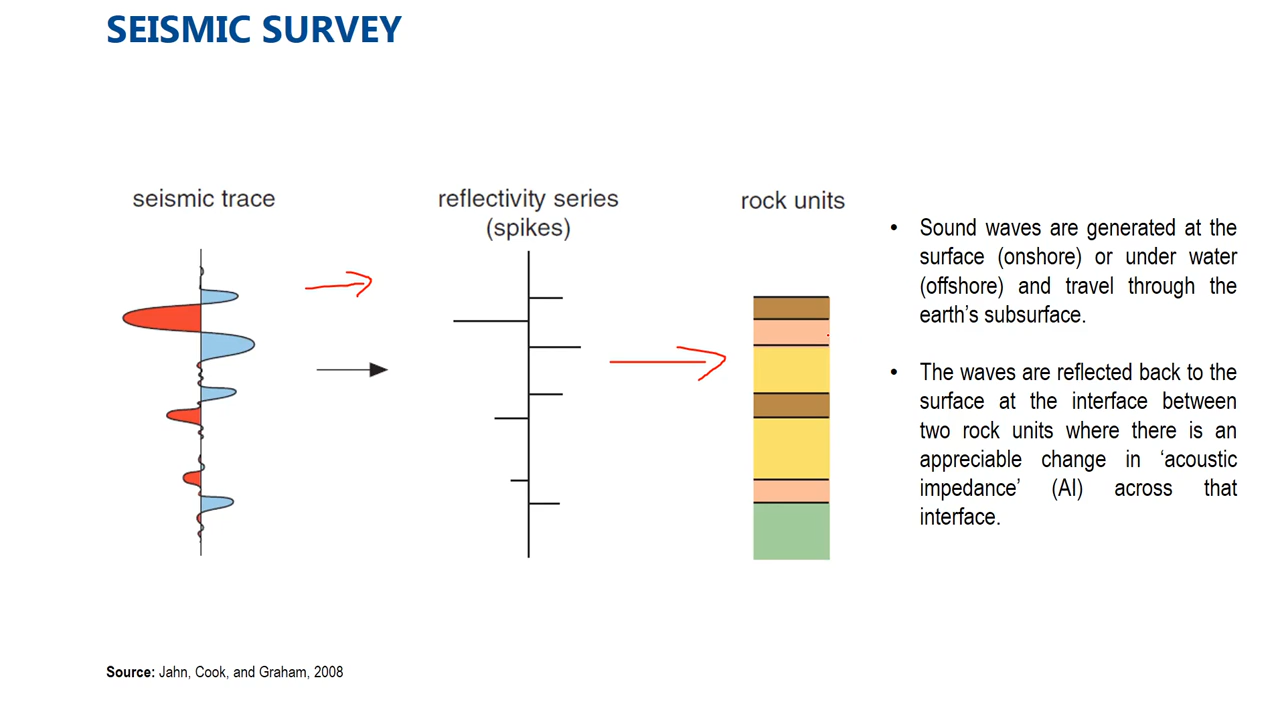 SEISMIC SURVEY
seismic trace
reflectivity series
(spikes)
rock units
• Sound waves are generated at the
surface (onshore) or under water
(offshore) and travel through the
earth's subsurface.
• The waves are reflected back to the
surface at the interface between
two rock units where there is an
appreciable change in ‘acoustic
impedance’ (AI) across that
interface.
Source: Jahn, Cook, and Graham, 2008